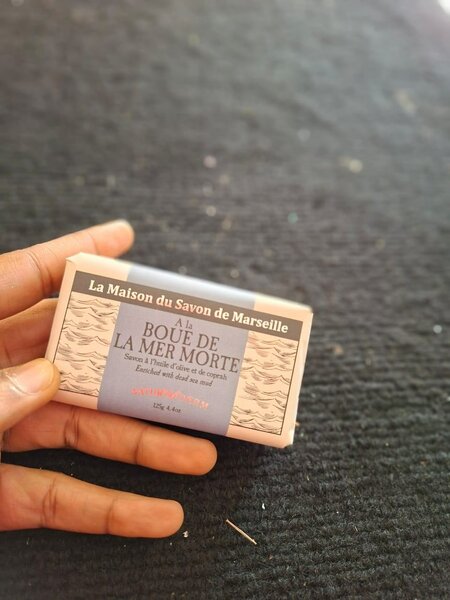 La Maison du Savon de Marseille
A la
BOUE DE
LA MER MORTE
Savon à l'huile d'olive et de coprah
Enriched with dead sea mud
125g 4,4oz